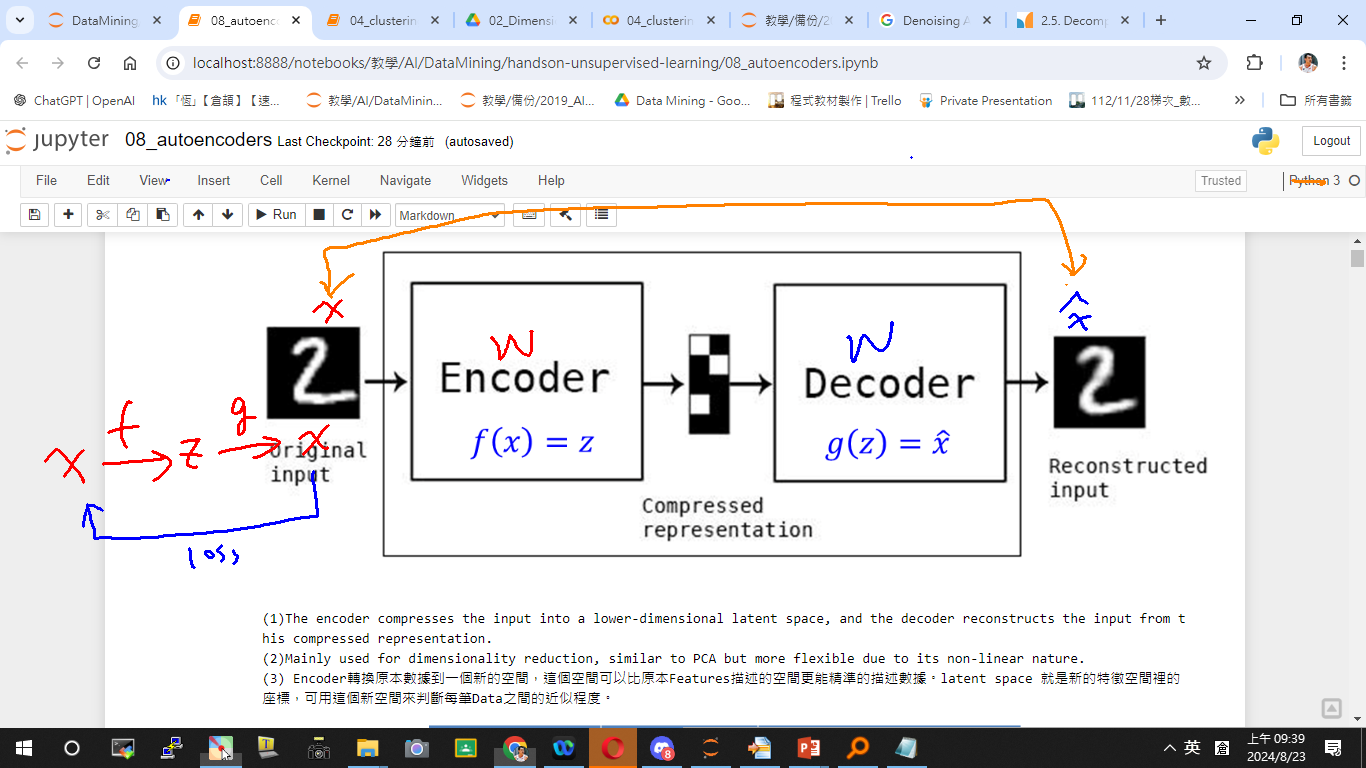 DataMining
08_autoenc
04_clusterin
02_Dimensi
04_clusterin
教學/備份/2
Denoising A
2.5. Decomp
localhost:8888/notebooks/教學/AI/DataMining/handson-unsupervised-learning/08_autoencoders.ipynb
ChatGPT | OpenAI
hk 「恆」【倉頡】【速...
教學/AI/DataMinin...
教學/備份/2019_AI...
Data Mining - Goo...
程式教材製作 | Trello
Private Presentation
112/11/28梯次_數...
所有書籤
jupyter 08_autoencoders Last Checkpoint: 28 分鐘前 (autosaved)
Logout
File Edit View Insert Cell Kernel Navigate Widgets Help
Trusted
Python 3
Run
Markdown
x
x̂
2
W
Encoder
f(x) = z
W
Decoder
g(z) = x̂
2
x f z g x
Original
input
Compressed
representation
Reconstructed
input
loss
(1)The encoder compresses the input into a lower-dimensional latent space, and the decoder reconstructs the input from t
his compressed representation.
(2)Mainly used for dimensionality reduction, similar to PCA but more flexible due to its non-linear nature.
(3) Encoder轉換原本數據到一個新的空間，這個空間可以比原本Features描述的空間更能精準的描述數據。latent space 就是新的特徵空間裡的
座標，可用這個新空間來判斷每筆Data之間的近似程度。
8
英
倉
上午 09:39
2024/8/23